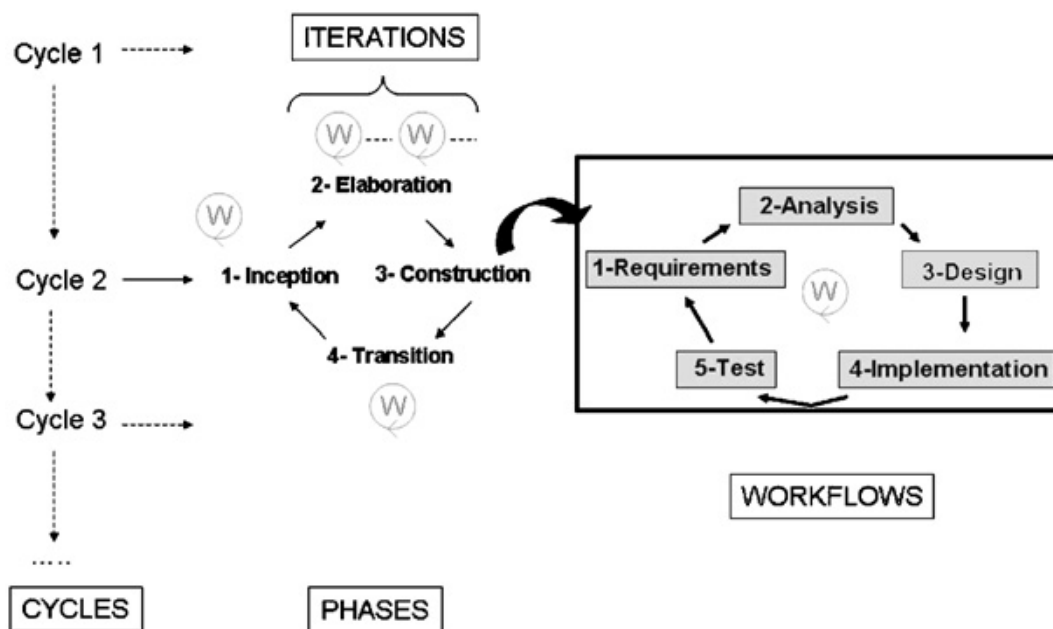 ITERATIONS
Cycle 1
W
W
2- Elaboration
W
2-Analysis
Cycle 2
1- Inception
3- Construction
1-Requirements
W
3-Design
4- Transition
5-Test
4-Implementation
W
Cycle 3
WORKFLOWS
.....
CYCLES
PHASES